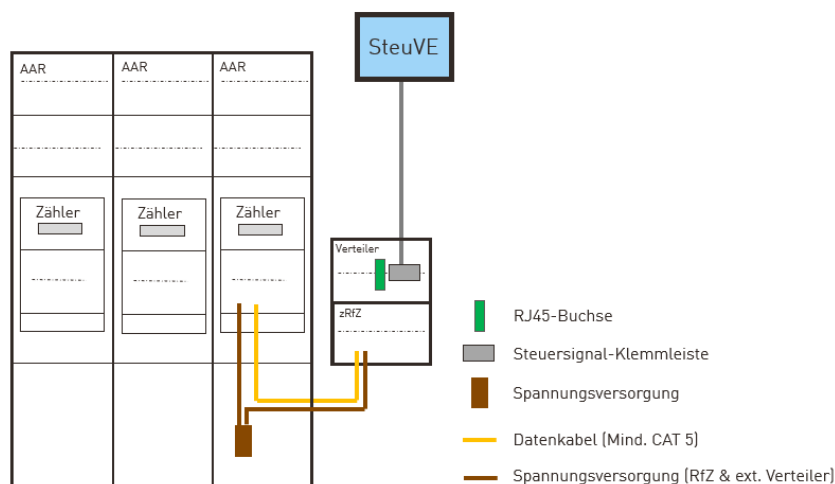 SteuVE
AAR AAR AAR
Zähler Zähler Zähler
Verteiler
zRfZ
RJ45-Buchse
Steuersignal-Klemmleiste
Spannungsversorgung
Datenkabel (Mind. CAT 5)
Spannungsversorgung (RfZ & ext. Verteiler)